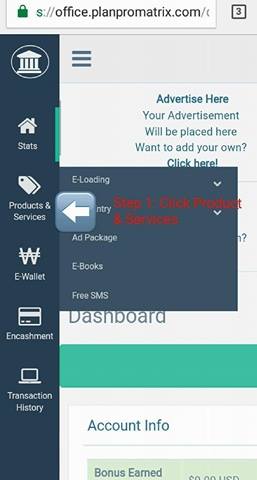 s://office.planpromatrix.com/
3
Advertise Here
Your Advertisement
Will be placed here
Want to add your own?
Click here!
Stats
E-Loading
Products &
Services
ntry
Step 1: Click Product
& Services
n?
Ad Package
E-Wallet
E-Books
Free SMS
Encashment
Dashboard
Transaction
History
Account Info
Bonus Earned
$0.00 USD